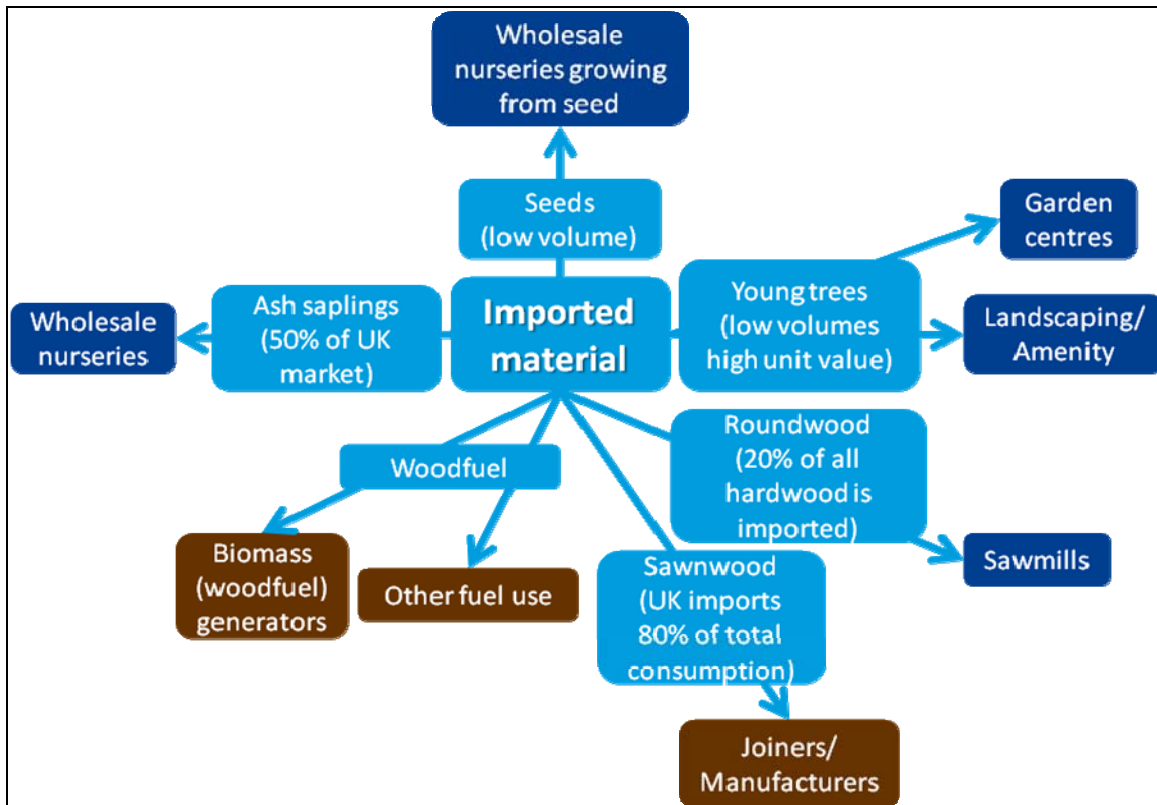 Wholesale
nurseries growing
from seed
Seeds
(low volume)
Garden
centres
Wholesale
nurseries
Ash saplings
(50% of UK
market)
Imported
material
Young trees
(low volumes
high unit value)
Landscaping/
Amenity
Woodfuel
Roundwood
(20% of all
hardwood is
imported)
Biomass
(woodfuel)
generators
Other fuel use
Sawnwood
(UK imports
80% of total
consumption)
Sawmills
Joiners/
Manufacturers